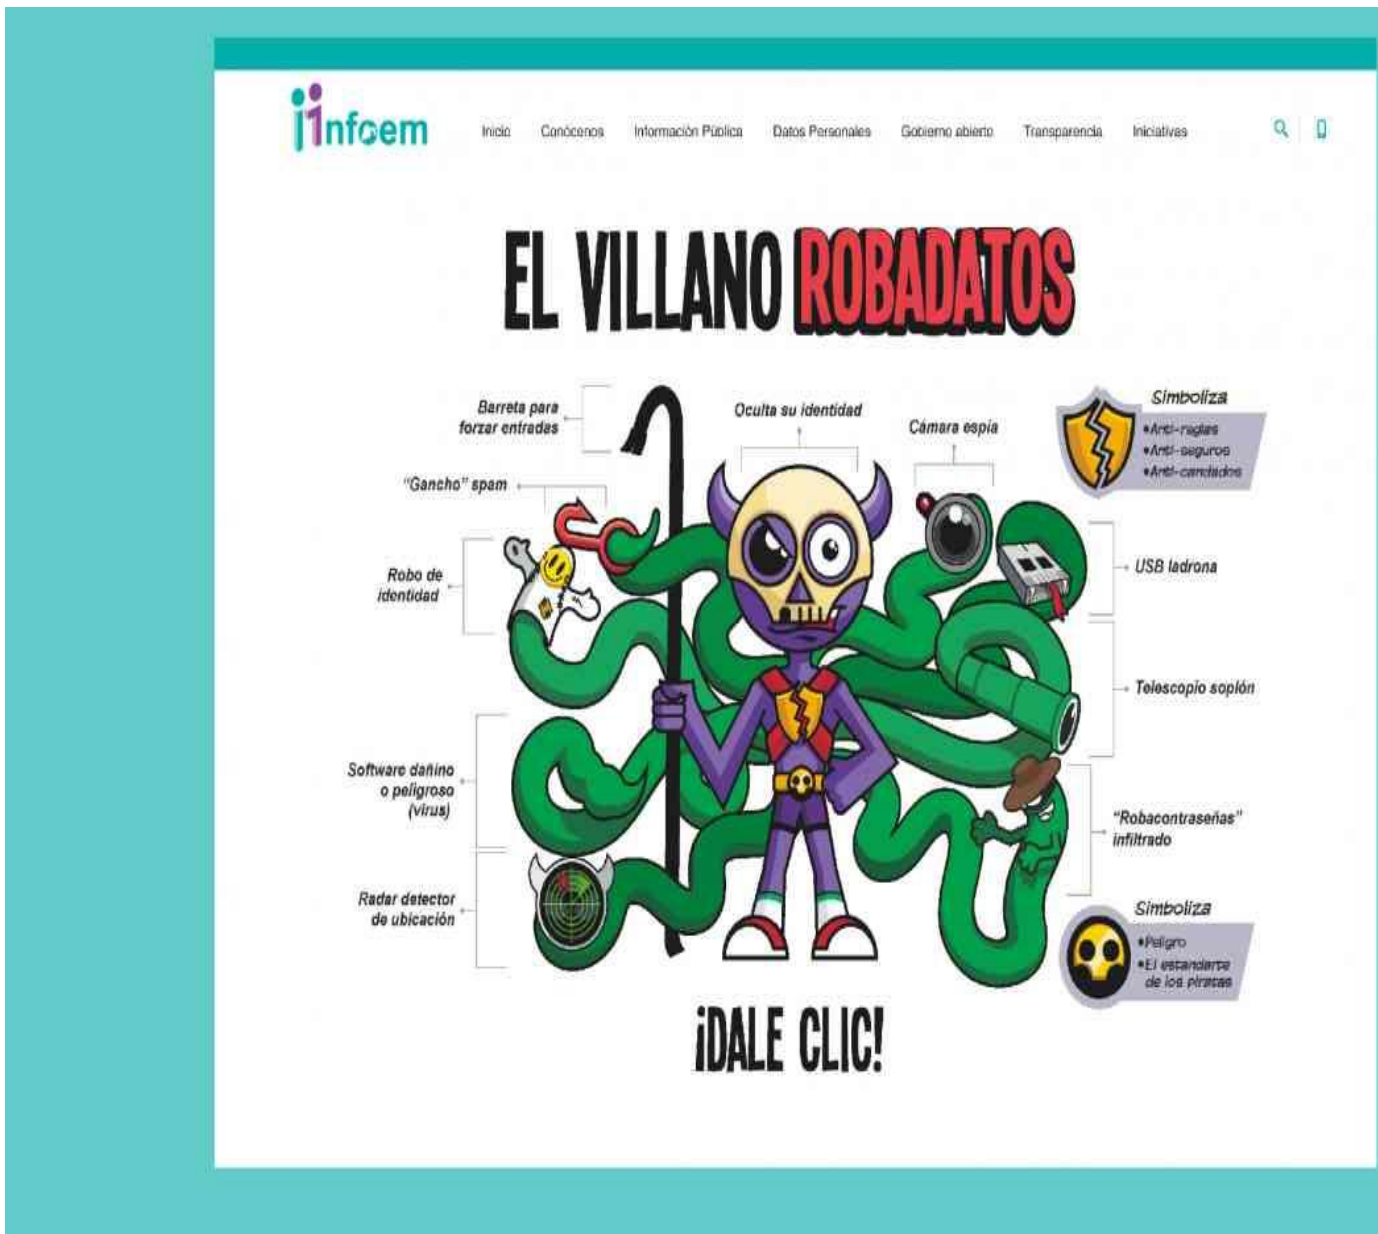 infoem
Inicio Conócenos Información Pública Datos Personales Gobierno abierto Transparencia Iniciativas
EL VILLANO ROBADATOS
Barreta para
forzar entradas
Oculta su identidad
Cámara espía
Simboliza
•Anti-reglas
•Anti-seguros
•Anti-candados
"Gancho" spam
Robo de
identidad
USB ladrona
Telescopio soplón
Software dañino
o peligroso
(virus)
"Robacontraseñas"
infiltrado
Radar detector
de ubicación
Simboliza
•Peligro
•El estandarte
de los piratas
¡DALE CLIC!